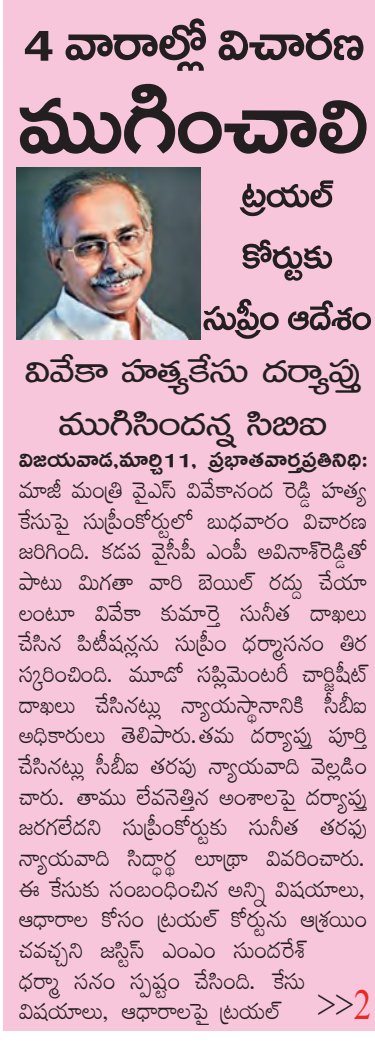 4 వారాల్లో విచారణ
ముగించాలి
ట్రయల్
కోర్టుకు
సుప్రీం ఆదేశం
వివేకా హత్యకేసు దర్యాప్తు
ముగిసిందన్న సిబిఐ
విజయవాడ,మార్చి11, ప్రభాతవార్తప్రతినిధి:
మాజీ మంత్రి వైఎస్ వివేకానంద రెడ్డి హత్య
కేసుపై సుప్రీంకోర్టులో బుధవారం విచారణ
జరిగింది. కడప వైసీపీ ఎంపీ అవినాశ్‌రెడ్డితో
పాటు మిగతా వారి బెయిల్ రద్దు చేయా
లంటూ వివేకా కుమార్తె సునీత దాఖలు
చేసిన పిటీషన్లను సుప్రీం ధర్మాసనం తిర
స్కరించింది. మూడో సప్లిమెంటరీ చార్జిషీట్
దాఖలు చేసినట్లు న్యాయస్థానానికి సీబీఐ
అధికారులు తెలిపారు.తమ దర్యాప్తు పూర్తి
చేసినట్లు సీబీఐ తరపు న్యాయవాది వెల్లడిం
చారు. తాము లేవనెత్తిన అంశాలపై దర్యాప్తు
జరగలేదని సుప్రీంకోర్టుకు సునీత తరఫు
న్యాయవాది సిద్ధార్థ లూథ్రా వివరించారు.
ఈ కేసుకు సంబంధించిన అన్ని విషయాలు,
ఆధారాల కోసం ట్రయల్ కోర్టును ఆశ్రయిం
చవచ్చని జస్టిస్ ఎంఎం సుందరేశ్
ధర్మా సనం స్పష్టం చేసింది. కేసు
విషయాలు, ఆధారాలపై ట్రయల్ >>2